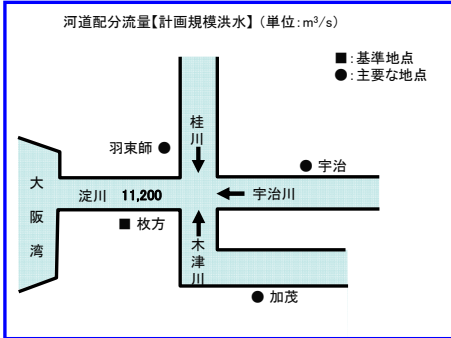 河道配分流量【計画規模洪水】（単位：m³/s）
■：基準地点
●：主要な地点
桂川
羽束師 ●
● 宇治
大阪湾
淀川 11,200
宇治川
■ 枚方
木津川
● 加茂